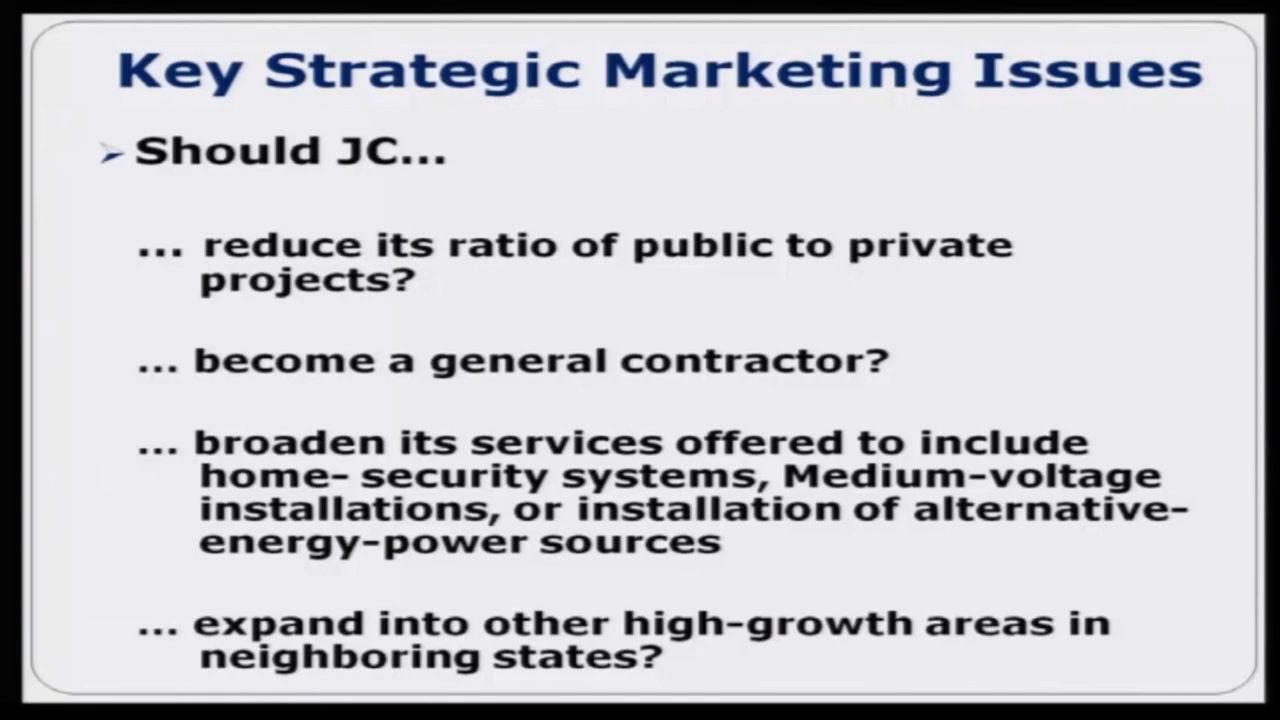 Key Strategic Marketing Issues
Should JC...
... reduce its ratio of public to private
projects?
... become a general contractor?
... broaden its services offered to include
home- security systems, Medium-voltage
installations, or installation of alternative-
energy-power sources
... expand into other high-growth areas in
neighboring states?